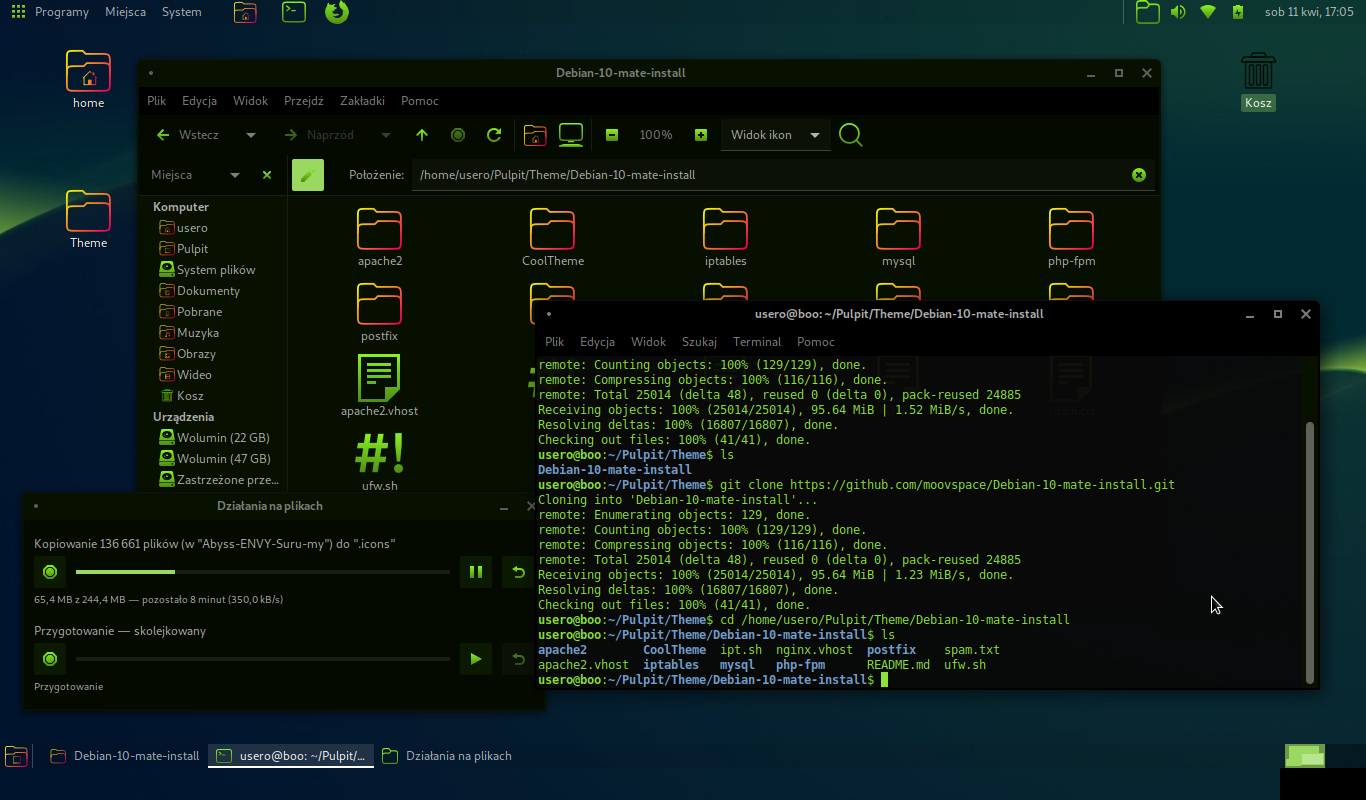 Programy Miejsca System
sob 11 kwi, 17:05
home
Theme
Kosz
Debian-10-mate-install
Plik Edycja Widok Przejdź Zakładki Pomoc
Wstecz Naprzód 100% Widok ikon
Miejsca Położenie: /home/usero/Pulpit/Theme/Debian-10-mate-install
Komputer
usero
Pulpit
System plików
Dokumenty
Pobrane
Muzyka
Obrazy
Wideo
Kosz
Urządzenia
Wolumin (22 GB)
Wolumin (47 GB)
Zastrzeżone prze...
apache2 CoolTheme iptables mysql php-fpm
postfix
apache2.vhost
#!
ufw.sh
usero@boo: ~/Pulpit/Theme/Debian-10-mate-install
Plik Edycja Widok Szukaj Terminal Pomoc
remote: Counting objects: 100% (129/129), done.
remote: Compressing objects: 100% (116/116), done.
remote: Total 25014 (delta 48), reused 0 (delta 0), pack-reused 24885
Receiving objects: 100% (25014/25014), 95.64 MiB | 1.52 MiB/s, done.
Resolving deltas: 100% (16807/16807), done.
Checking out files: 100% (41/41), done.
usero@boo:~/Pulpit/Theme$ ls
Debian-10-mate-install
usero@boo:~/Pulpit/Theme$ git clone https://github.com/moovspace/Debian-10-mate-install.git
Cloning into 'Debian-10-mate-install'...
remote: Enumerating objects: 129, done.
remote: Counting objects: 100% (129/129), done.
remote: Compressing objects: 100% (116/116), done.
remote: Total 25014 (delta 48), reused 0 (delta 0), pack-reused 24885
Receiving objects: 100% (25014/25014), 95.64 MiB | 1.23 MiB/s, done.
Resolving deltas: 100% (16807/16807), done.
Checking out files: 100% (41/41), done.
usero@boo:~/Pulpit/Theme$ cd /home/usero/Pulpit/Theme/Debian-10-mate-install
usero@boo:~/Pulpit/Theme/Debian-10-mate-install$ ls
apache2 CoolTheme ipt.sh nginx.vhost postfix spam.txt
apache2.vhost iptables mysql php-fpm README.md ufw.sh
usero@boo:~/Pulpit/Theme/Debian-10-mate-install$
Działania na plikach
Kopiowanie 136 661 plików (w "Abyss-ENVY-Suru-my") do ".icons"
65,4 MB z 244,4 MB — pozostało 8 minut (350,0 kB/s)
Przygotowanie — skolejkowany
Przygotowanie
Debian-10-mate-install usero@boo: ~/Pulpit/... Działania na plikach